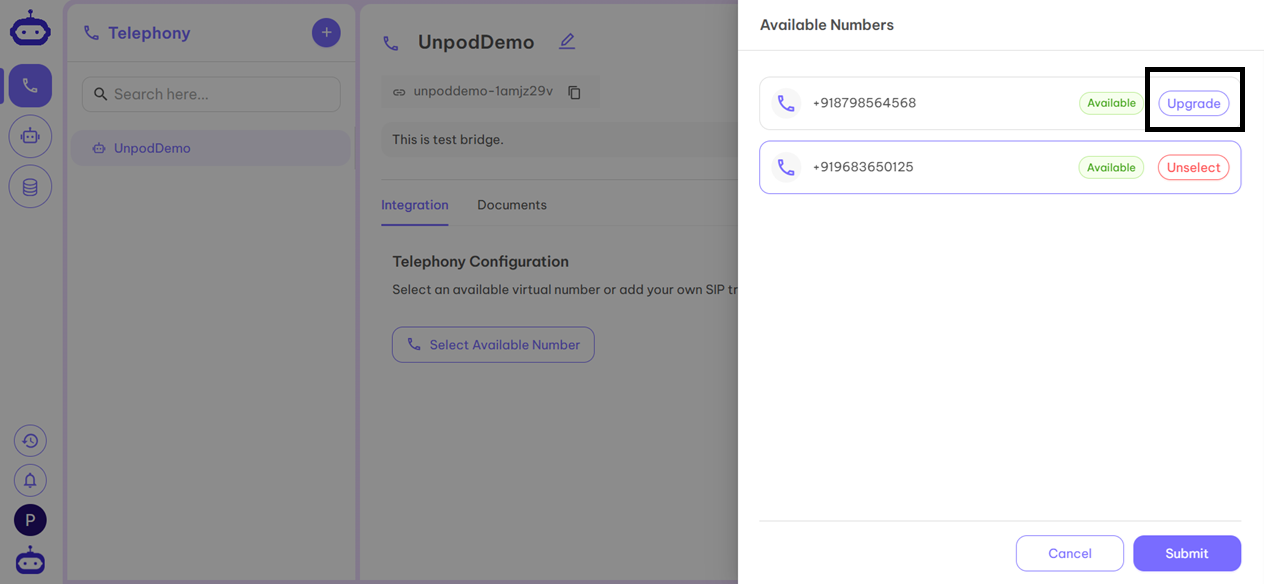 Telephony
+
Search here...
UnpodDemo
UnpodDemo
unpoddemo-1amjz29v
This is test bridge.
Integration Documents
Telephony Configuration
Select an available virtual number or add your own SIP tr
Select Available Number
P
Available Numbers
+918798564568 Available Upgrade
+919683650125 Available Unselect
Cancel Submit